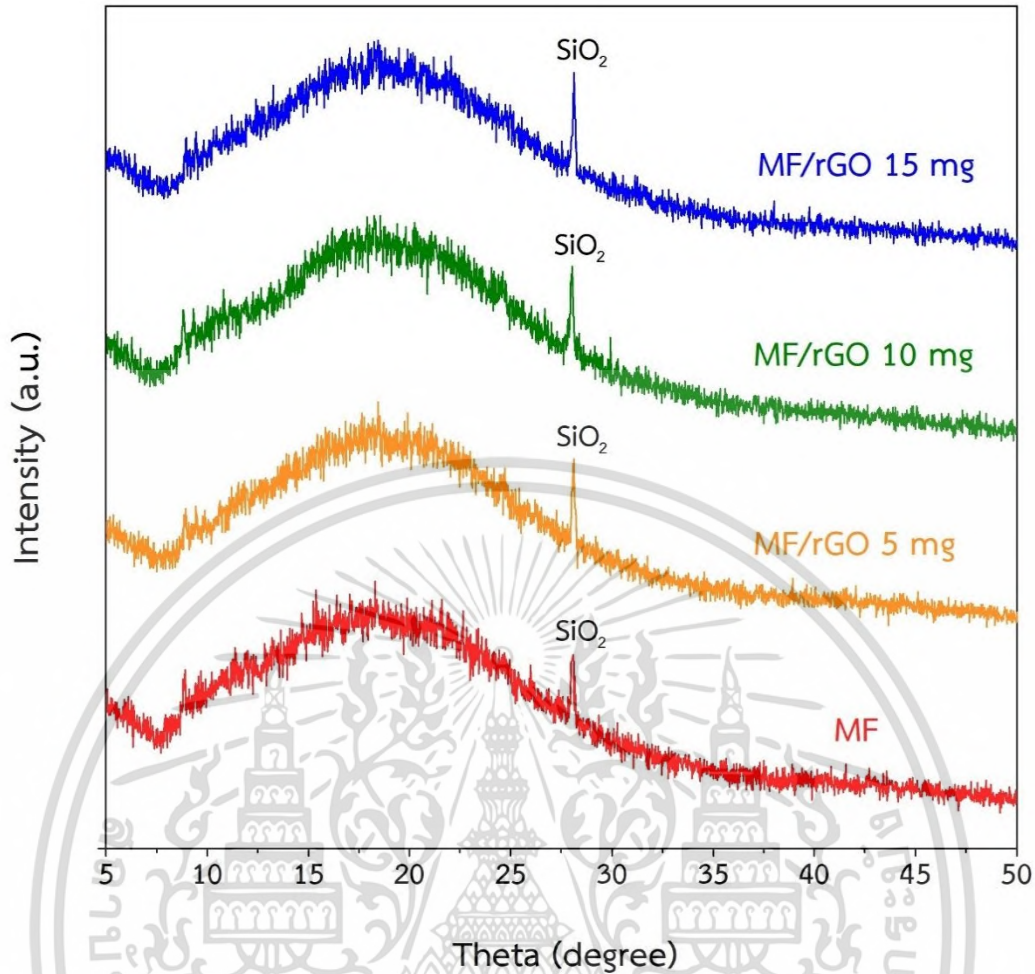 SiO₂
MF/rGO 15 mg
SiO₂
MF/rGO 10 mg
SiO₂
MF/rGO 5 mg
SiO₂
MF
Intensity (a.u.)
5 10 15 20 25 30 35 40 45 50
Theta (degree)